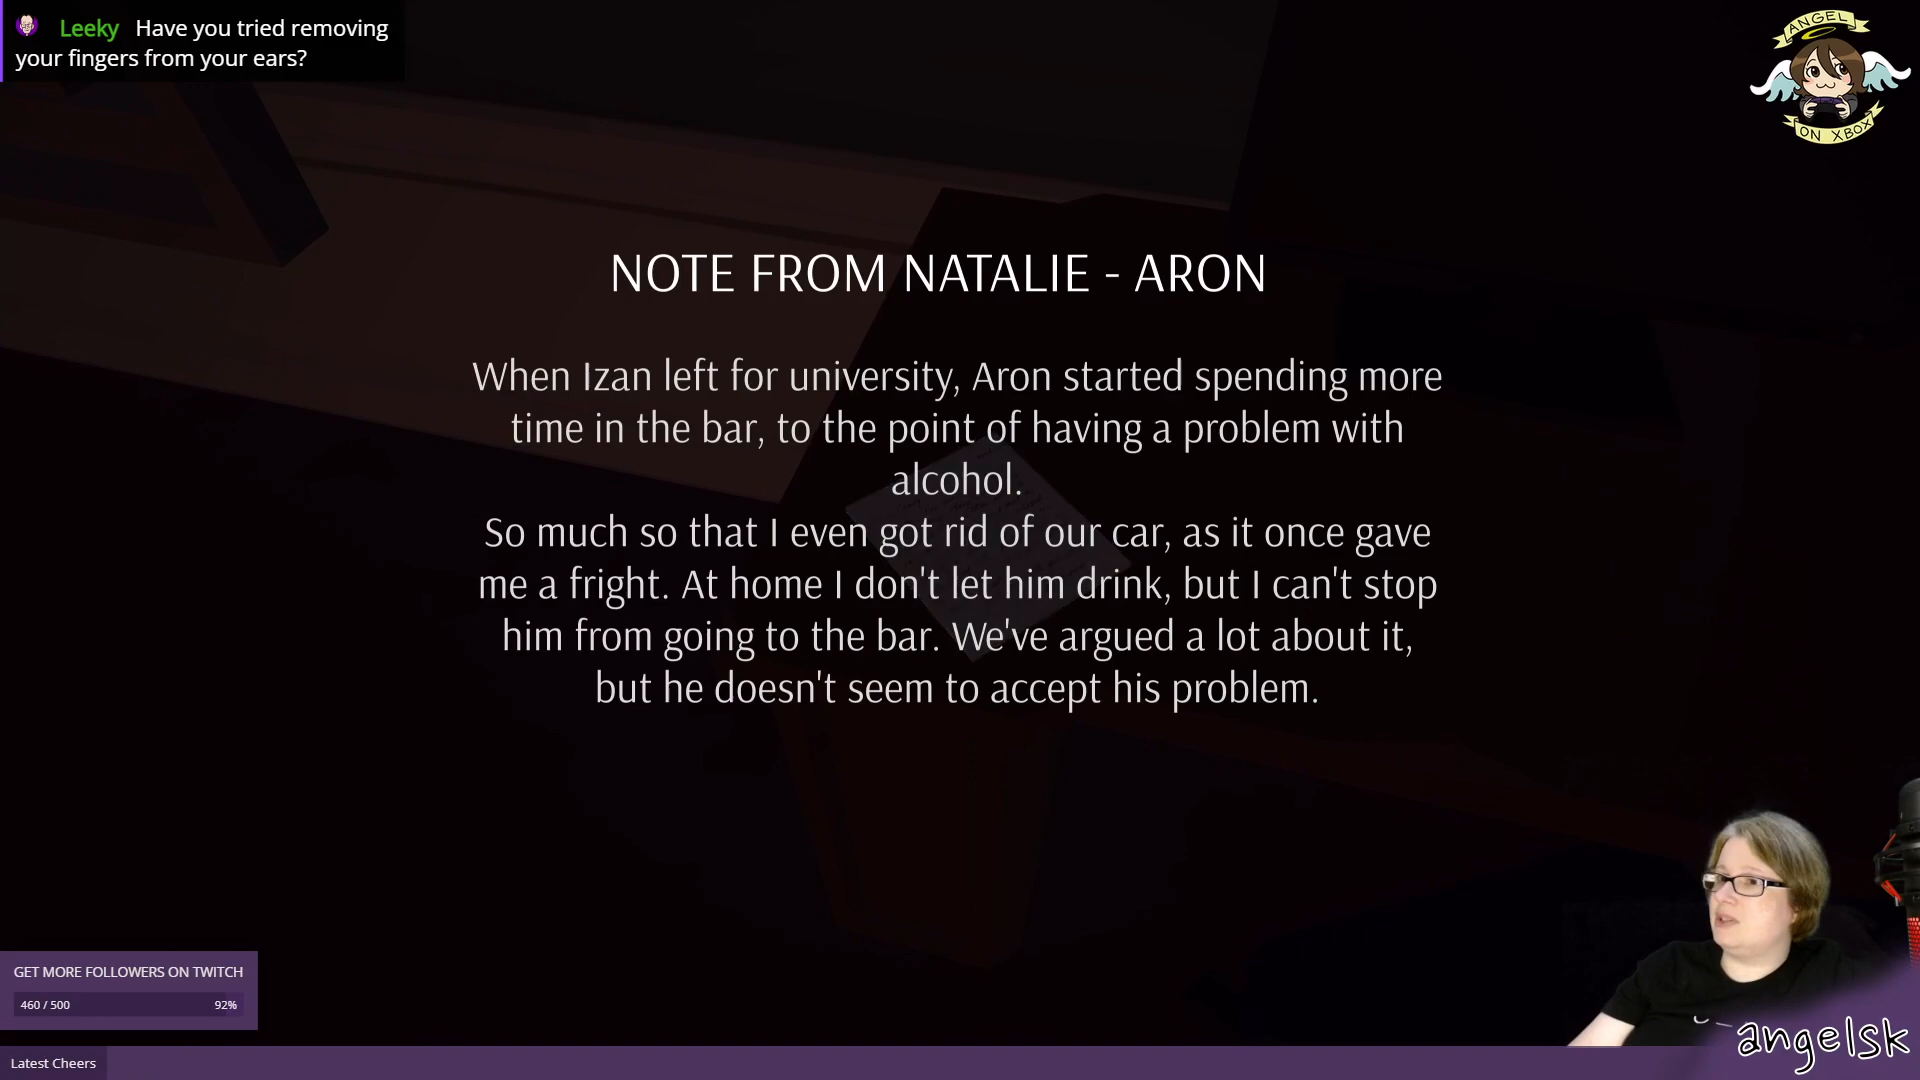 Leeky Have you tried removing
your fingers from your ears?
ANGEL
ON XBOX
NOTE FROM NATALIE - ARON
When Izan left for university, Aron started spending more
time in the bar, to the point of having a problem with
alcohol.
So much so that I even got rid of our car, as it once gave
me a fright. At home I don't let him drink, but I can't stop
him from going to the bar. We've argued a lot about it,
but he doesn't seem to accept his problem.
GET MORE FOLLOWERS ON TWITCH
460 / 500 92%
Latest Cheers
angelsk